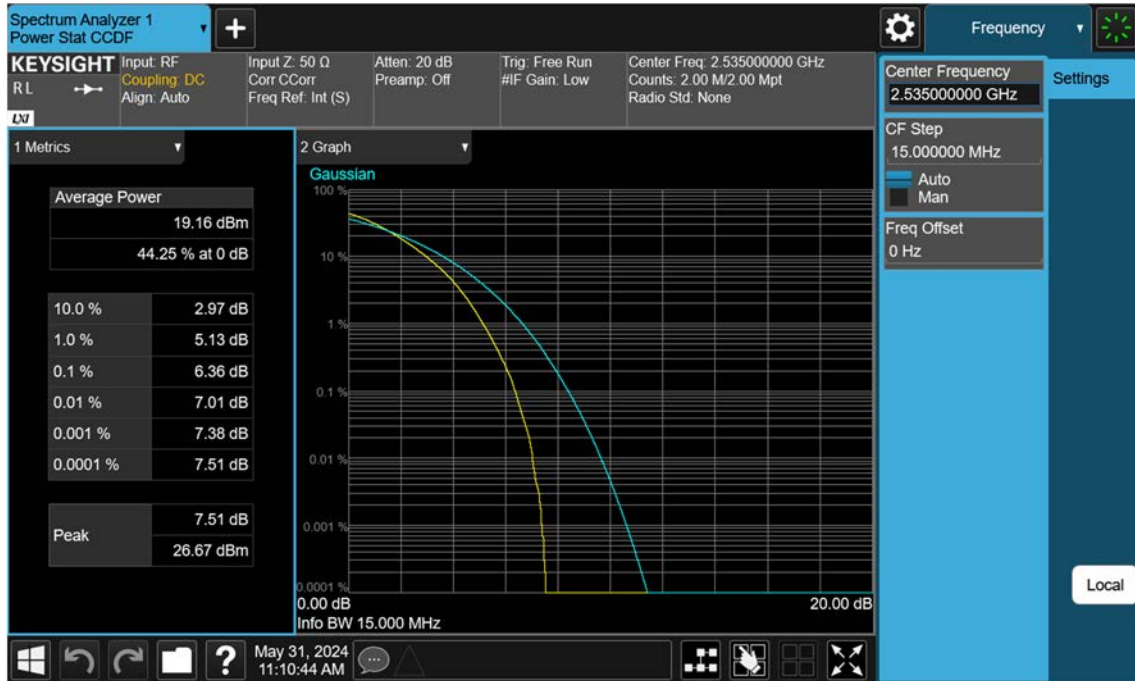 Spectrum Analyzer 1
Power Stat CCDF
Frequency
KEYSIGHT
RL
LXI
Input: RF
Coupling: DC
Align: Auto
Input Z: 50 Ω
Corr CCorr
Freq Ref: Int (S)
Atten: 20 dB
Preamp: Off
Trig: Free Run
#IF Gain: Low
Center Freq: 2.535000000 GHz
Counts: 2.00 M/2.00 Mpt
Radio Std: None
Center Frequency
2.535000000 GHz
Settings
CF Step
15.000000 MHz
Auto
Man
Freq Offset
0 Hz
Local
1 Metrics
Average Power
19.16 dBm
44.25 % at 0 dB
10.0 % 2.97 dB
1.0 % 5.13 dB
0.1 % 6.36 dB
0.01 % 7.01 dB
0.001 % 7.38 dB
0.0001 % 7.51 dB
Peak
7.51 dB
26.67 dBm
2 Graph
Gaussian
100 %
10 %
1 %
0.1 %
0.01 %
0.001 %
0.0001 %
0.00 dB 20.00 dB
Info BW 15.000 MHz
?
May 31, 2024
11:10:44 AM